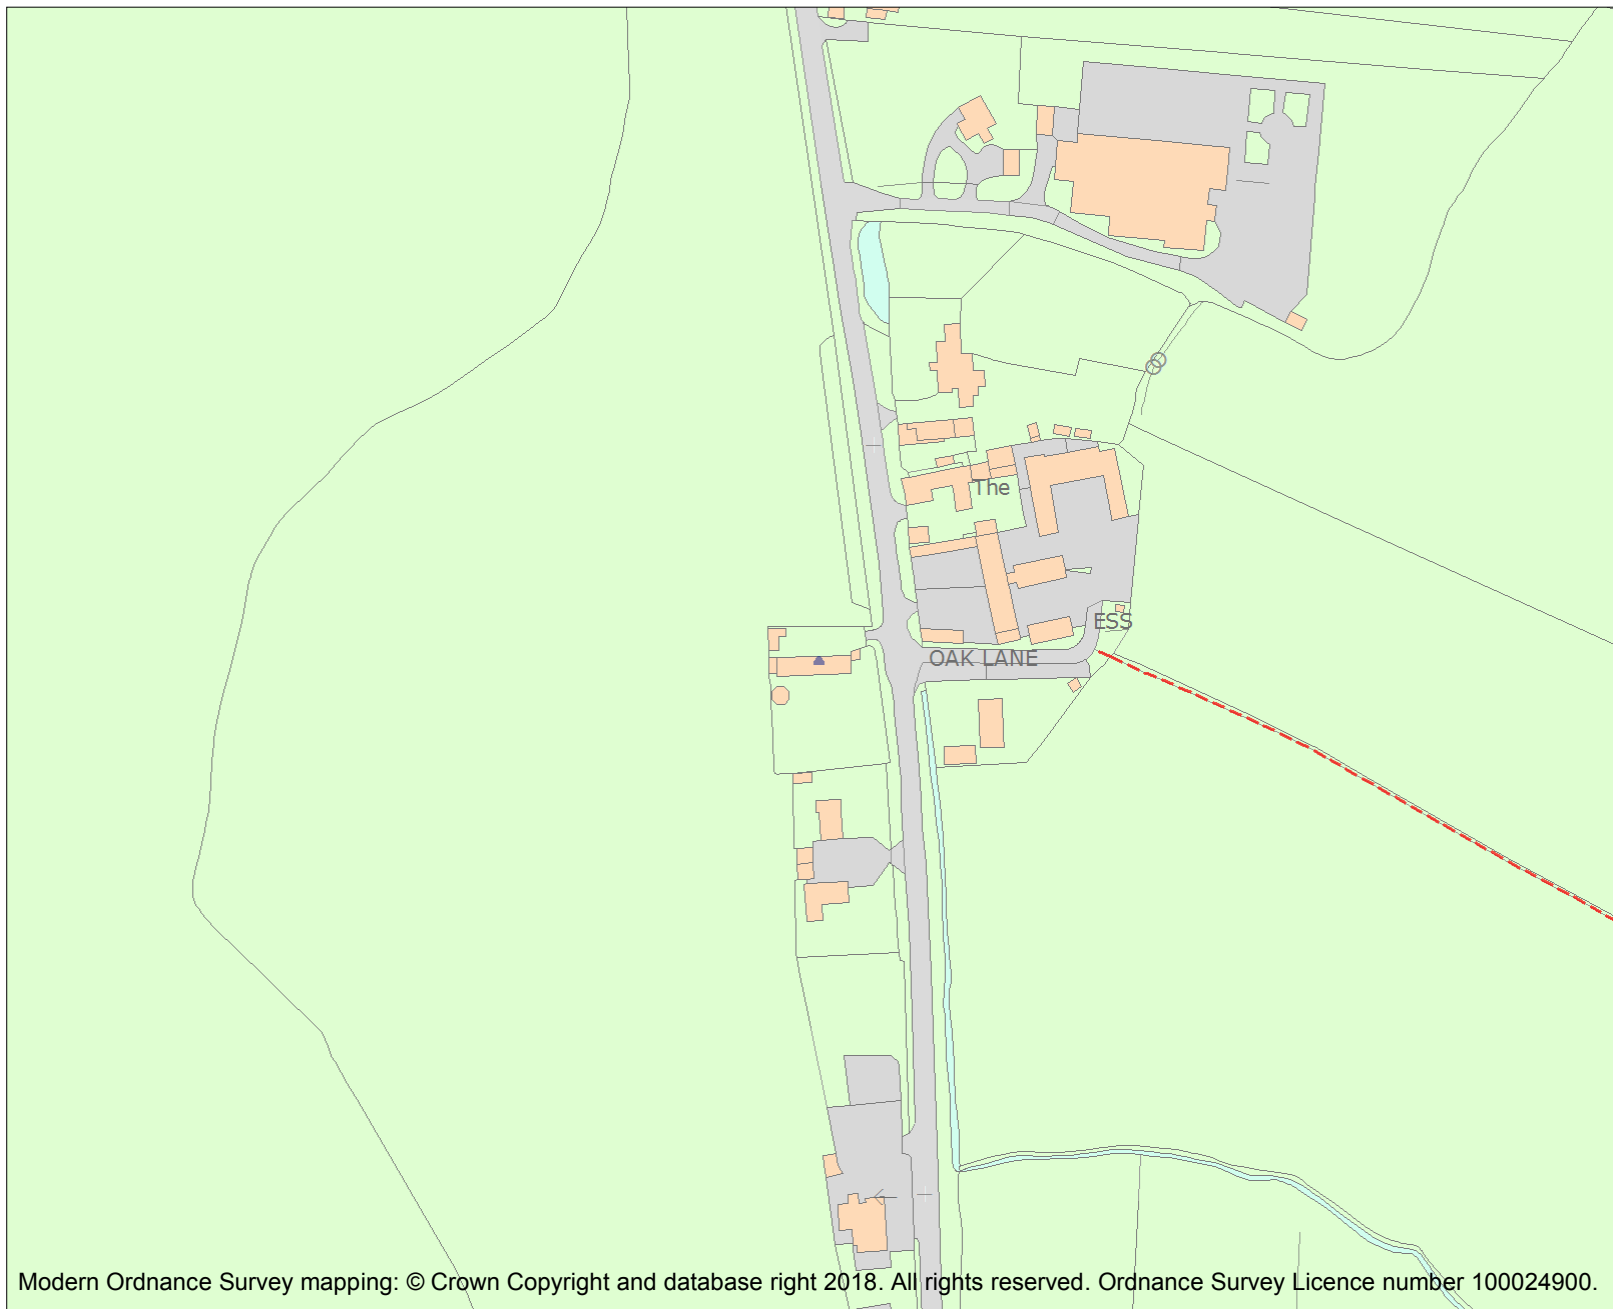 The
ESS
OAK LANE
Modern Ordnance Survey mapping: © Crown Copyright and database right 2018. All rights reserved. Ordnance Survey Licence number 100024900.